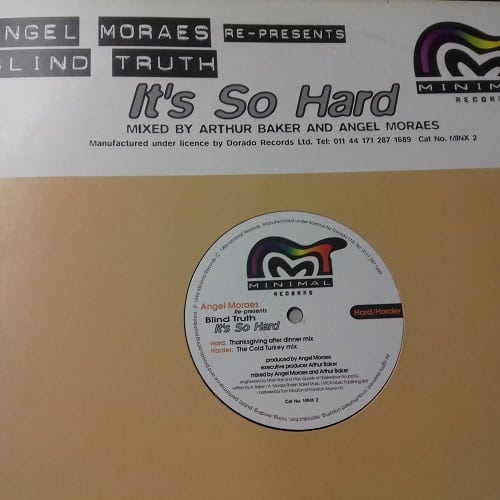 ANGEL MORAES RE-PRESENTS
BLIND TRUTH
It's So Hard
MIXED BY ARTHUR BAKER AND ANGEL MORAES
Manufactured under licence by Dorado Records Ltd. Tel: 011 44 171 287 1689 Cat No. MINX 2
MINIMAL
RECORDS
MINIMAL
RECORDS
Angel Moraes
Re-presents
Blind Truth
It's So Hard
Hard/Harder
Hard. Thanksgiving after dinner mix
Harder. The Cold Turkey mix
produced by Angel Moraes
executive producer Arthur Baker
mixed by Angel Moraes and Arthur Baker
Cat No. MINX 2